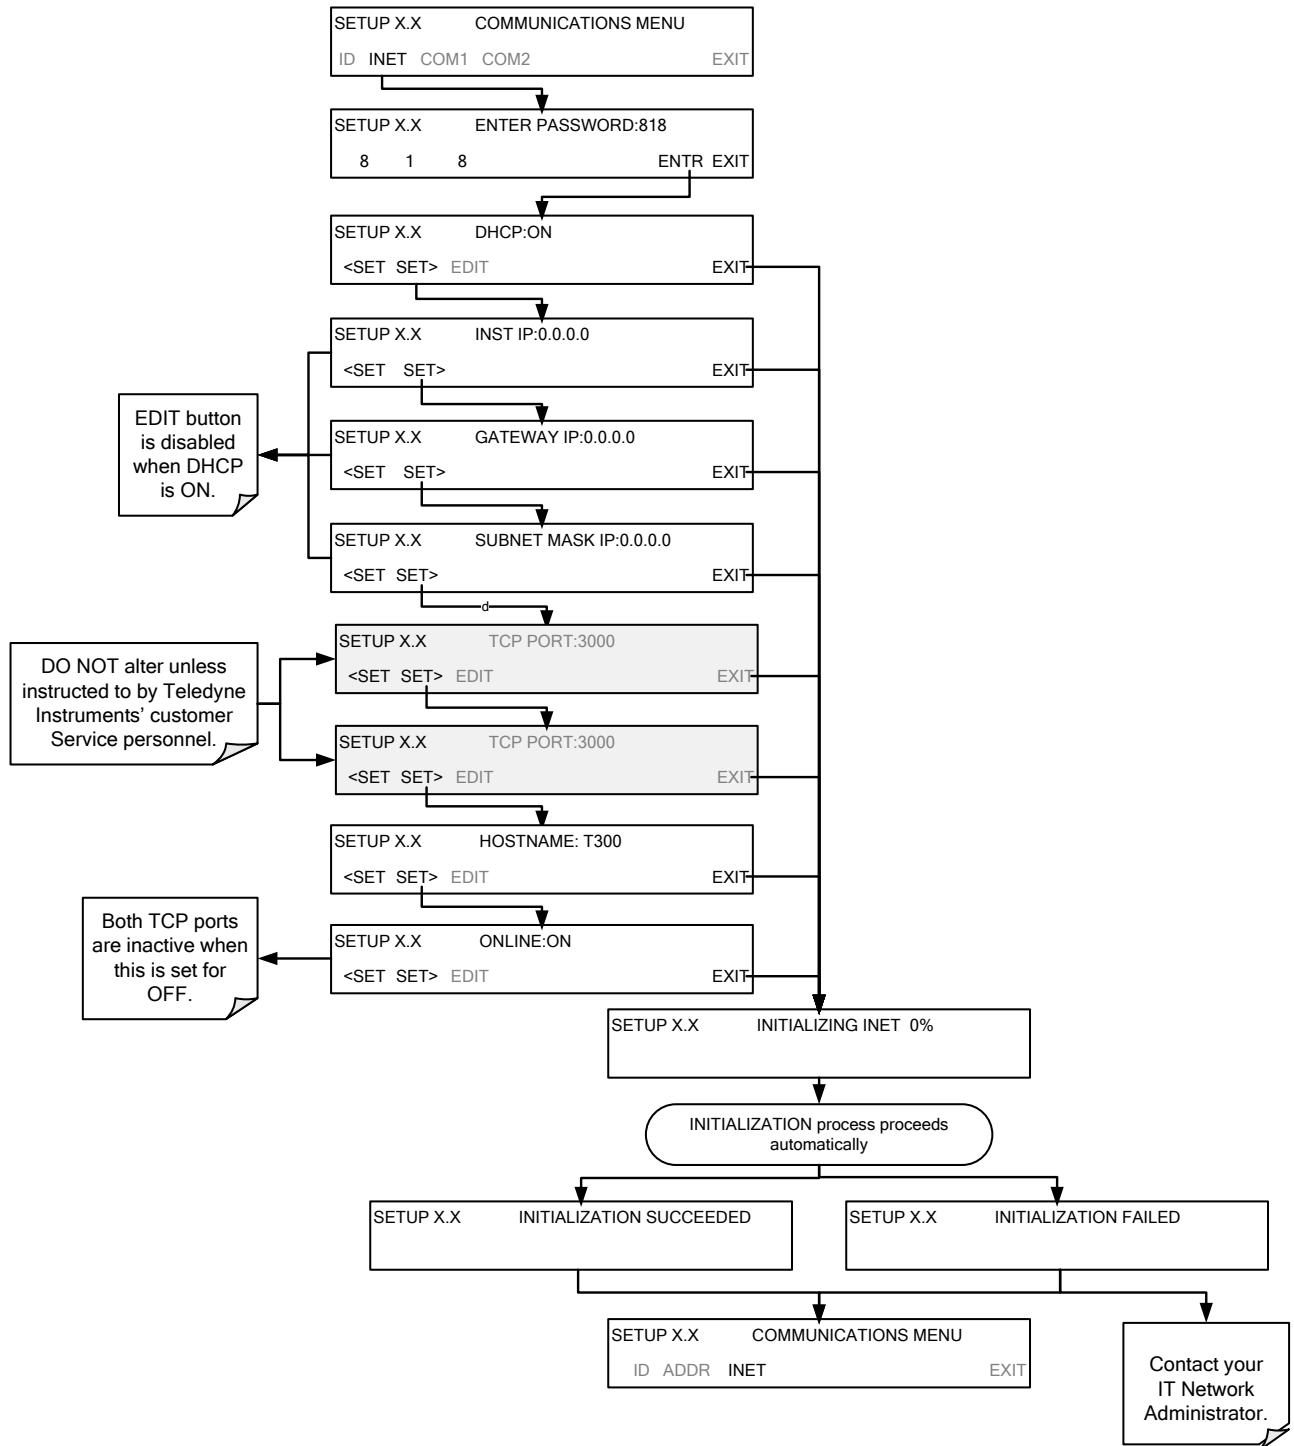 SETUP X.X COMMUNICATIONS MENU
ID INET COM1 COM2 EXIT
SETUP X.X ENTER PASSWORD:818
8 1 8 ENTR EXIT
SETUP X.X DHCP:ON
<SET SET> EDIT EXIT
SETUP X.X INST IP:0.0.0.0
<SET SET> EXIT
EDIT button
is disabled
when DHCP
is ON.
SETUP X.X GATEWAY IP:0.0.0.0
<SET SET> EXIT
SETUP X.X SUBNET MASK IP:0.0.0.0
<SET SET> EXIT
d
DO NOT alter unless
instructed to by Teledyne
Instruments’ customer
Service personnel.
SETUP X.X TCP PORT:3000
<SET SET> EDIT EXIT
SETUP X.X TCP PORT:3000
<SET SET> EDIT EXIT
SETUP X.X HOSTNAME: T300
<SET SET> EDIT EXIT
Both TCP ports
are inactive when
this is set for
OFF.
SETUP X.X ONLINE:ON
<SET SET> EDIT EXIT
SETUP X.X INITIALIZING INET 0%
INITIALIZATION process proceeds
automatically
SETUP X.X INITIALIZATION SUCCEEDED
SETUP X.X INITIALIZATION FAILED
SETUP X.X COMMUNICATIONS MENU
ID ADDR INET EXIT
Contact your
IT Network
Administrator.